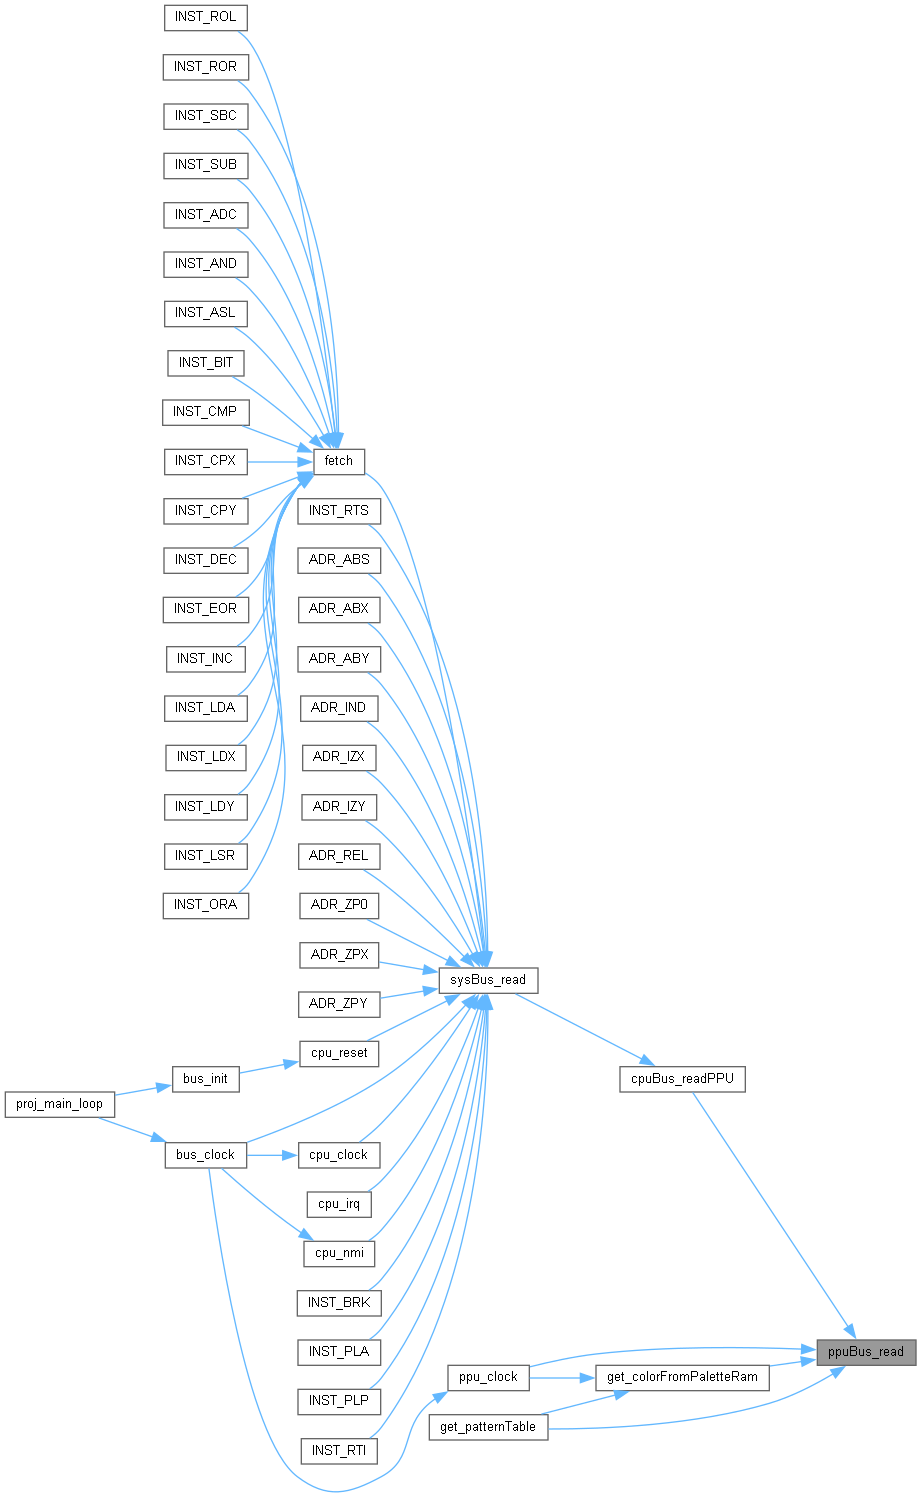 INST_ROL
INST_ROR
INST_SBC
INST_SUB
INST_ADC
INST_AND
INST_ASL
INST_BIT
INST_CMP
fetch
INST_CPX
INST_CPY
INST_RTS
INST_DEC
ADR_ABS
INST_EOR
ADR_ABX
INST_INC
ADR_ABY
INST_LDA
ADR_IND
INST_LDX
ADR_IZX
INST_LDY
ADR_IZY
INST_LSR
ADR_REL
INST_ORA
ADR_ZP0
ADR_ZPX
sysBus_read
ADR_ZPY
cpu_reset
bus_init
cpuBus_readPPU
proj_main_loop
bus_clock
cpu_clock
cpu_irq
cpu_nmi
INST_BRK
INST_PLA
ppuBus_read
ppu_clock
get_colorFromPaletteRam
INST_PLP
get_patternTable
INST_RTI